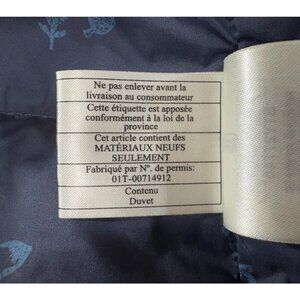 Ne pas enlever avant la
livraison au consommateur
Cette étiquette est apposée
conformément à la loi de la
province
Cet article contient des
MATÉRIAUX NEUFS
SEULEMENT
Fabriqué par Nº. de permis:
01T-00714912
Contenu
Duvet